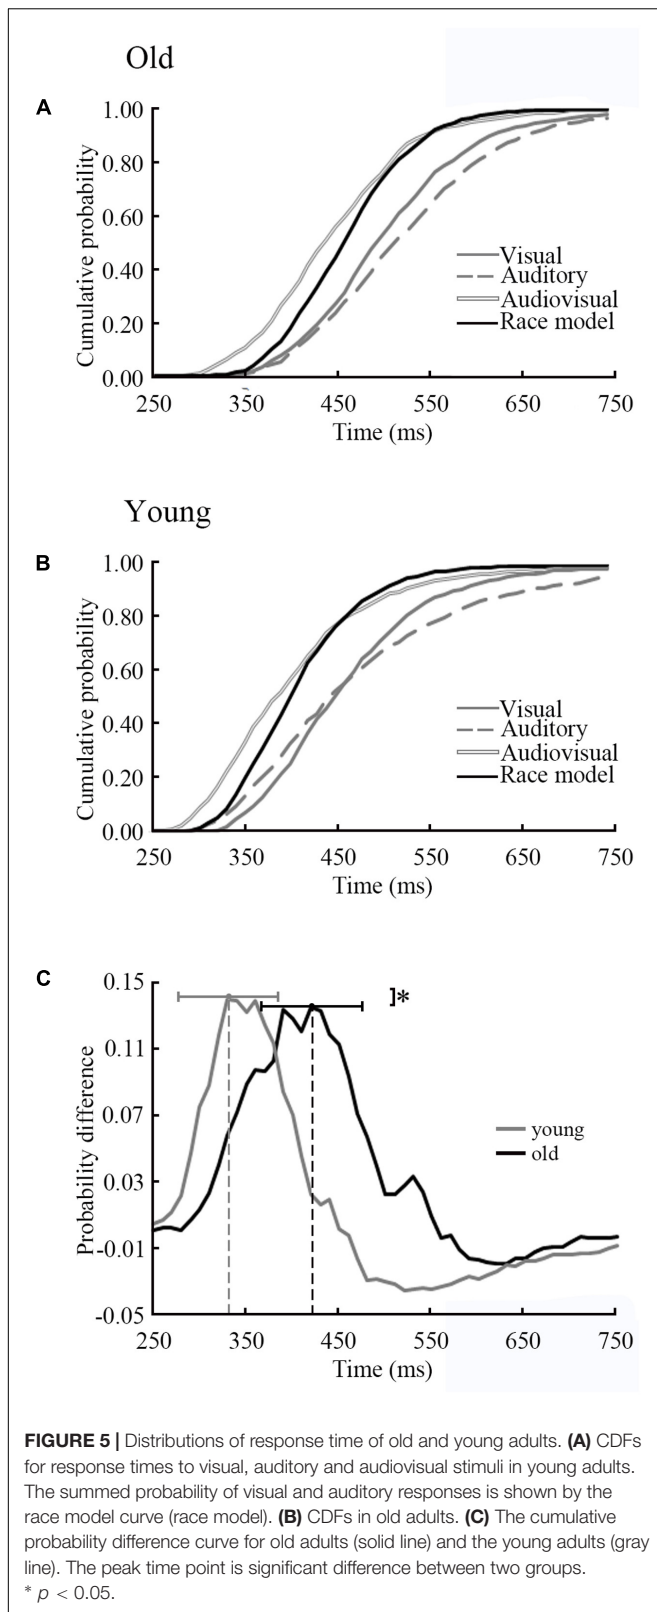 Old
A
1.00
0.80
0.60
0.40
0.20
0.00
Cumulative probability
Visual
Auditory
Audiovisual
Race model
250 350 450 550 650 750
Time (ms)
Young
B
1.00
0.80
0.60
0.40
0.20
0.00
Cumulative probability
Visual
Auditory
Audiovisual
Race model
250 350 450 550 650 750
Time (ms)
C
0.15
0.11
0.07
0.03
-0.01
-0.05
Probability difference
*
young
old
250 350 450 550 650 750
Time (ms)
FIGURE 5 | Distributions of response time of old and young adults. (A) CDFs
for response times to visual, auditory and audiovisual stimuli in young adults.
The summed probability of visual and auditory responses is shown by the
race model curve (race model). (B) CDFs in old adults. (C) The cumulative
probability difference curve for old adults (solid line) and the young adults (gray
line). The peak time point is significant difference between two groups.
* p < 0.05.